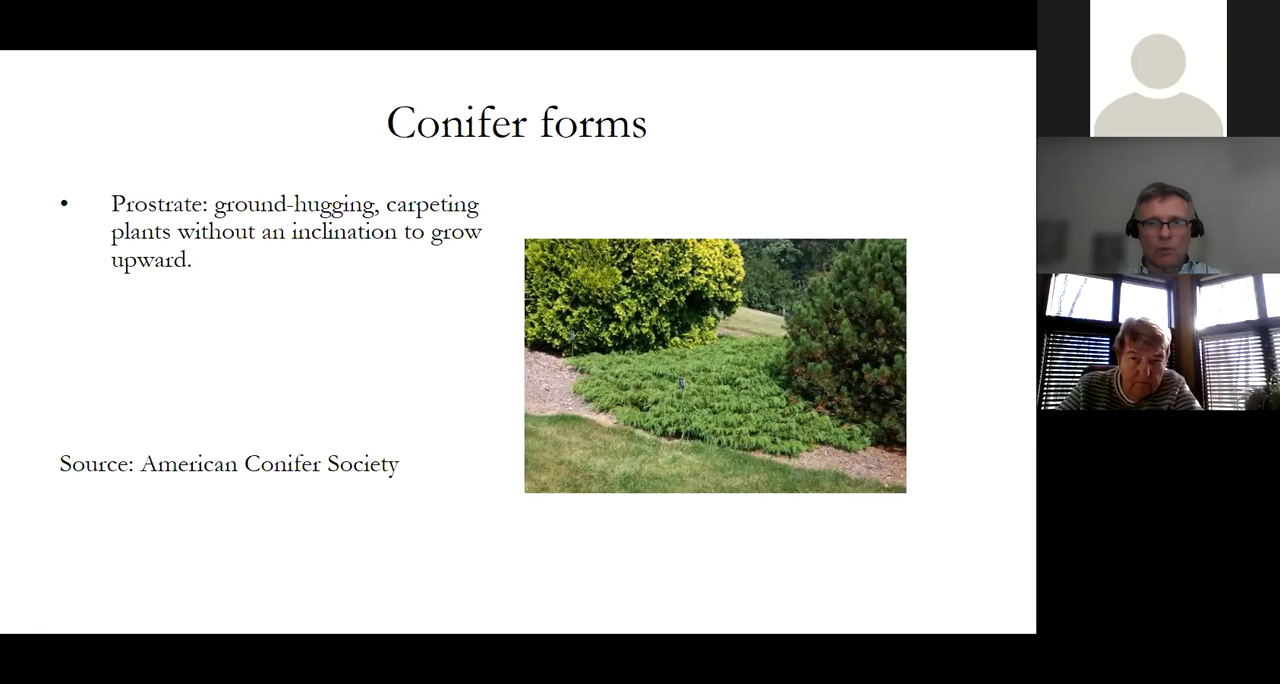 Conifer forms
• Prostrate: ground-hugging, carpeting
plants without an inclination to grow
upward.
Source: American Conifer Society